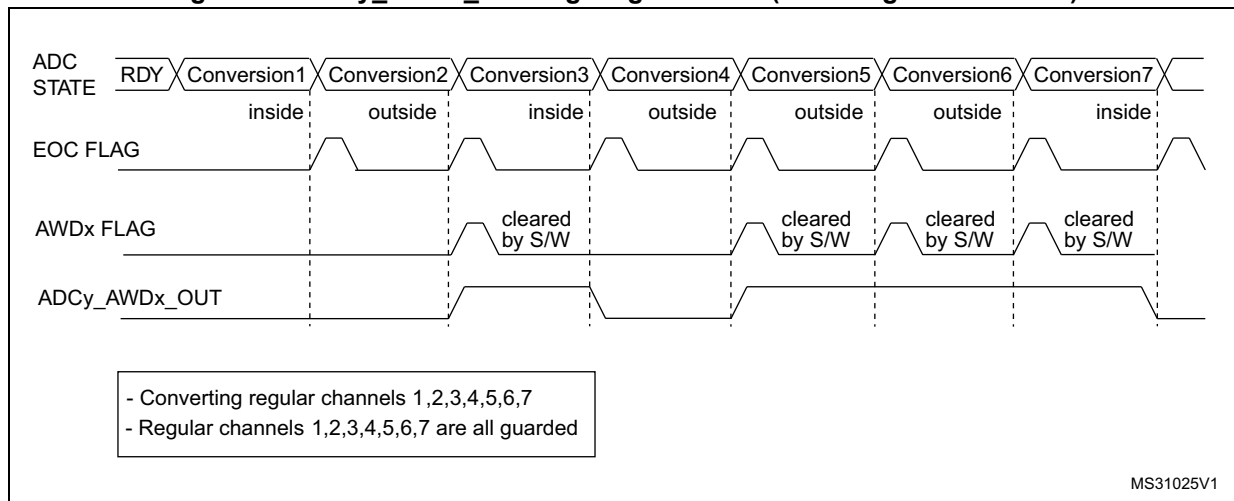 ADC
STATE
RDY Conversion1 Conversion2 Conversion3 Conversion4 Conversion5 Conversion6 Conversion7
inside outside inside outside outside outside inside
EOC FLAG
AWDx FLAG
cleared
by S/W
cleared
by S/W
cleared
by S/W
cleared
by S/W
ADCy_AWDx_OUT
- Converting regular channels 1,2,3,4,5,6,7
- Regular channels 1,2,3,4,5,6,7 are all guarded
MS31025V1